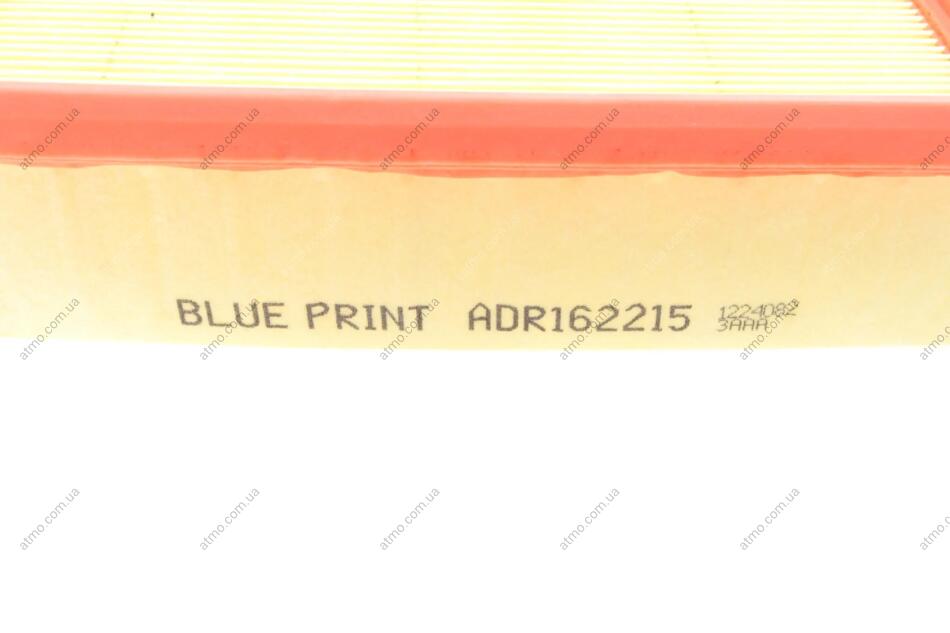 BLUE PRINT ADR162215 1224082
3AAA
atmo.com.ua